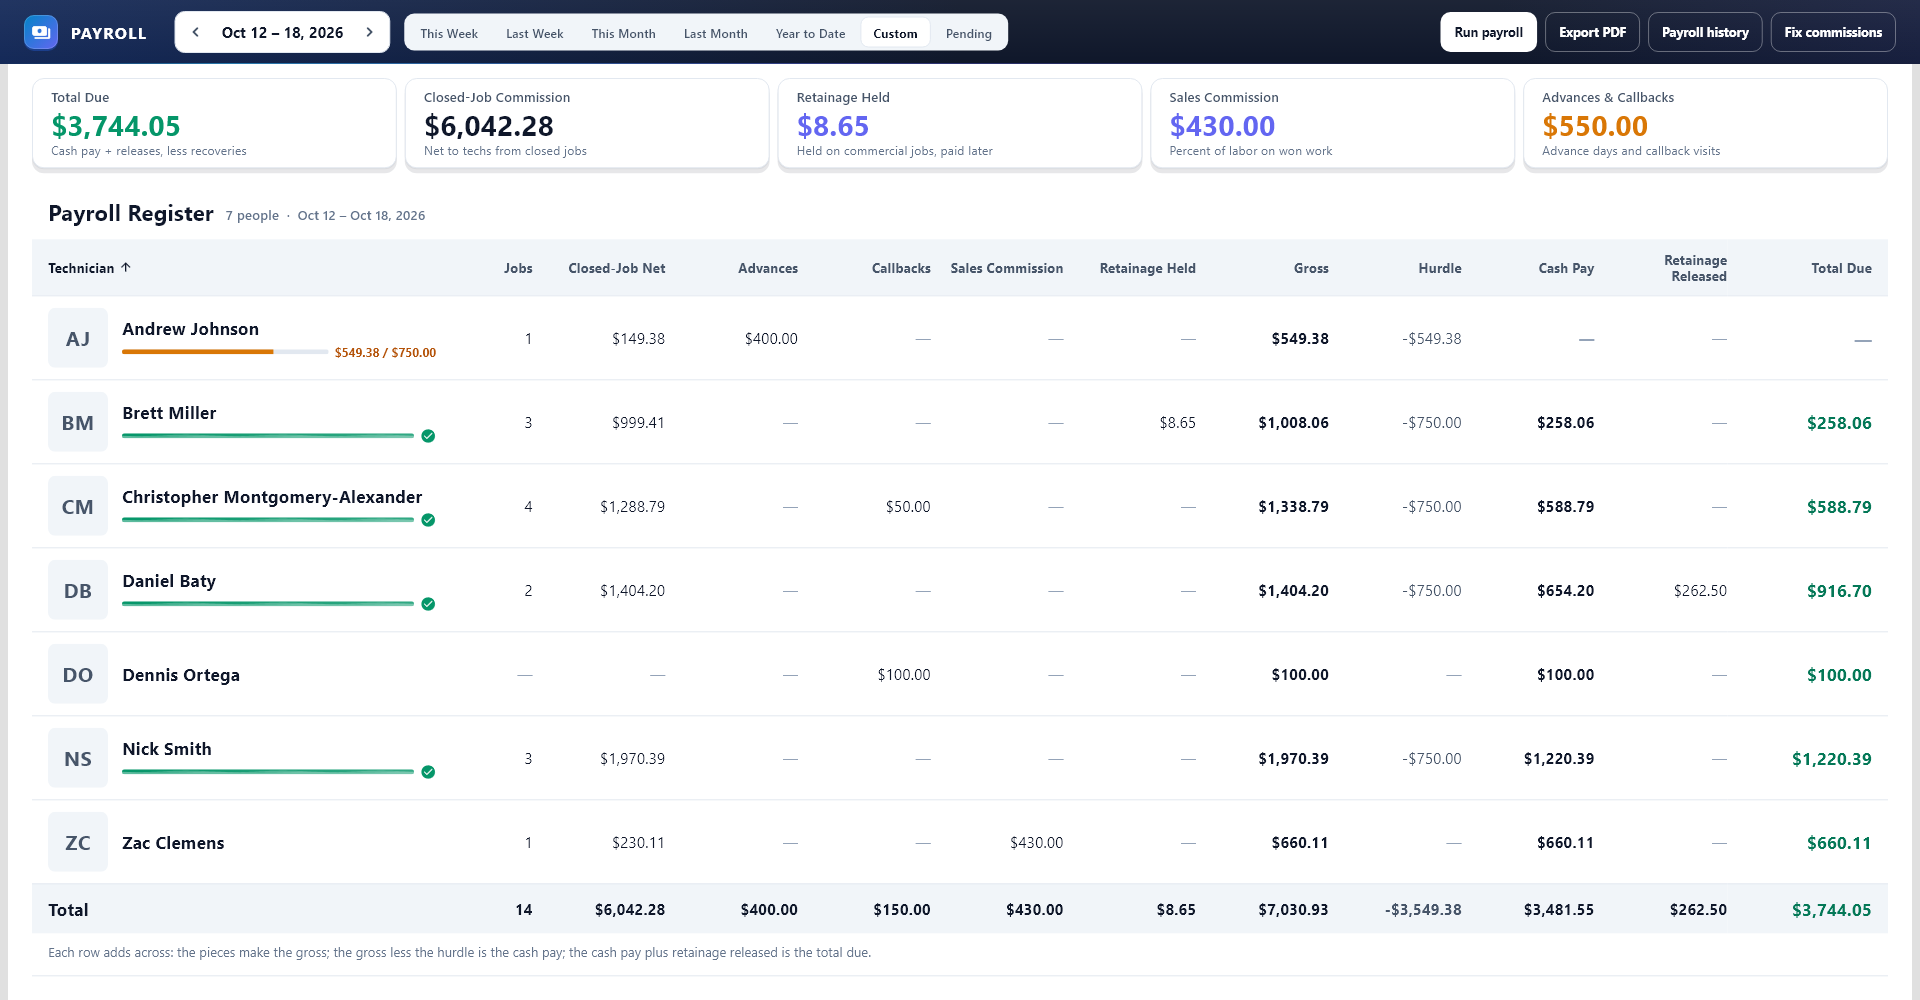 PAYROLL
Oct 12 – 18, 2026
This Week Last Week This Month Last Month Year to Date Custom Pending
Run payroll Export PDF Payroll history Fix commissions
Total Due
$3,744.05
Cash pay + releases, less recoveries
Closed-Job Commission
$6,042.28
Net to techs from closed jobs
Retainage Held
$8.65
Held on commercial jobs, paid later
Sales Commission
$430.00
Percent of labor on won work
Advances & Callbacks
$550.00
Advance days and callback visits
Payroll Register 7 people · Oct 12 – Oct 18, 2026
Technician ↑ Jobs Closed-Job Net Advances Callbacks Sales Commission Retainage Held Gross Hurdle Cash Pay Retainage Released Total Due
AJ Andrew Johnson $549.38 / $750.00 1 $149.38 $400.00 — — — $549.38 -$549.38 — — —
BM Brett Miller 3 $999.41 — — — $8.65 $1,008.06 -$750.00 $258.06 — $258.06
CM Christopher Montgomery-Alexander 4 $1,288.79 — $50.00 — — $1,338.79 -$750.00 $588.79 — $588.79
DB Daniel Baty 2 $1,404.20 — — — — $1,404.20 -$750.00 $654.20 $262.50 $916.70
DO Dennis Ortega — — — $100.00 — — $100.00 — $100.00 — $100.00
NS Nick Smith 3 $1,970.39 — — — — $1,970.39 -$750.00 $1,220.39 — $1,220.39
ZC Zac Clemens 1 $230.11 — — $430.00 — $660.11 — $660.11 — $660.11
Total 14 $6,042.28 $400.00 $150.00 $430.00 $8.65 $7,030.93 -$3,549.38 $3,481.55 $262.50 $3,744.05
Each row adds across: the pieces make the gross; the gross less the hurdle is the cash pay; the cash pay plus retainage released is the total due.